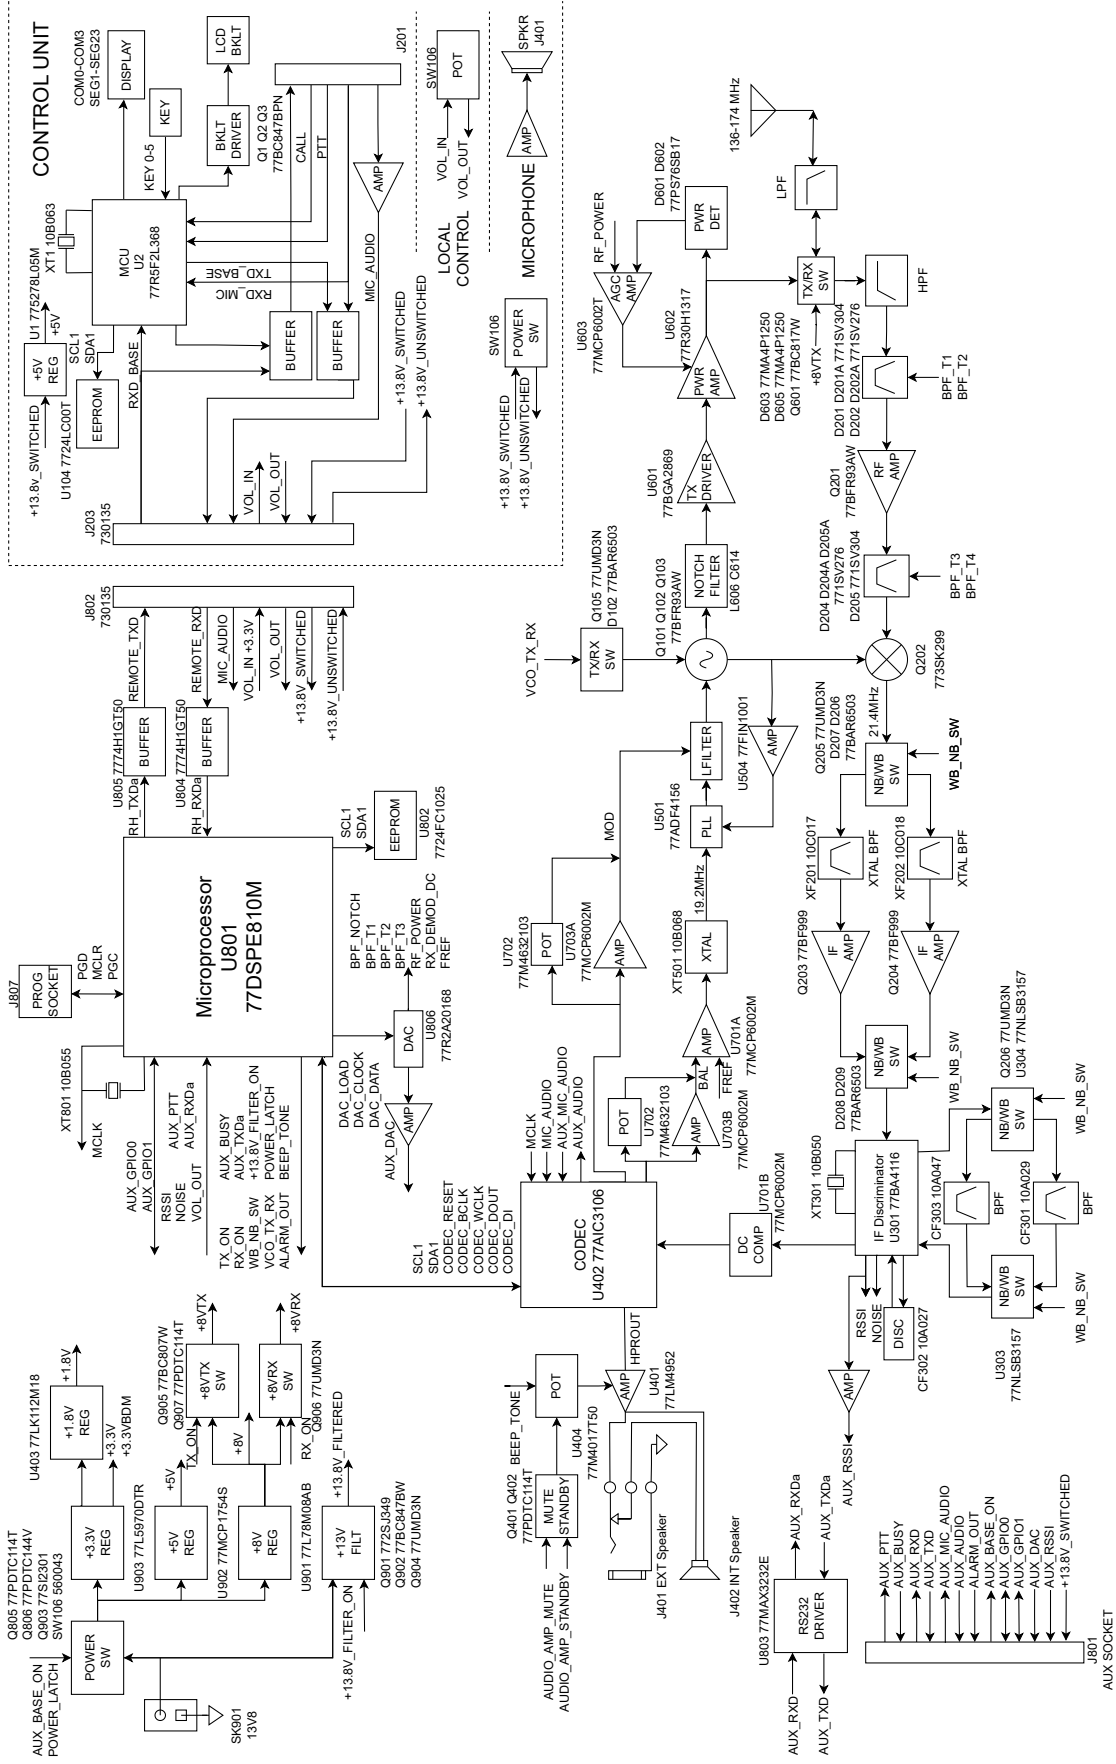 AUX_BASE_ON
POWER_LATCH
POWER
SW
Q805 77PDTC114T
Q806 77PDTC144V
Q903 77SI2301
SW106 560043
SK901
13V8
+3.3V
REG
U903 77L5970DTR
+3.3V
+3.3VBDM
+1.8V
REG
U403 77LK112M18
+1.8V
+5V
REG
U902 77MCP1754S
+5V
+8V
REG
U901 77L78M08AB
+8V
+13V
FILT
+13.8V_FILTER_ON
+13.8V_FILTERED
Q901 772SJ349
Q902 77BC847BW
Q904 77UMD3N
Q905 77BC807W
Q907 77PDTC114T
TX_ON
+8VTX
SW
+8VTX
RX_ON
+8VRX
SW
+8VRX
Q906 77UMD3N
J807
PROG
SOCKET
PGD
MCLR
PGC
XT801 10B055
MCLK
Microprocessor
U801
77DSPE810M
AUX_GPIO0
AUX_GPIO1
AUX_PTT
AUX_RXDa
RSSI
NOISE
VOL_OUT
AUX_BUSY
AUX_TXDa
+13.8V_FILTER_ON
POWER_LATCH
BEEP_TONE
TX_ON
RX_ON
WB_NB_SW
VCO_TX_RX
ALARM_OUT
RH_TXDa
U805 7774H1GT50
BUFFER
REMOTE_TXD
RH_RXDa
U804 7774H1GT50
BUFFER
REMOTE_RXD
SCL1
SDA1
EEPROM
U802
7724FC1025
DAC_LOAD
DAC_CLOCK
DAC_DATA
DAC
U806
77R2A20168
AMP
AUX_DAC
BPF_NOTCH
BPF_T1
BPF_T2
BPF_T3
RF_POWER
RX_DEMOD_DC
FREF
J802
730135
MIC_AUDIO
VOL_IN +3.3V
VOL_OUT
+13.8V_SWITCHED
+13.8V_UNSWITCHED
CONTROL UNIT
J203
730135
+13.8v_SWITCHED
+5V
REG
U1 775278L05M
+5V
EEPROM
U104 7724LC00T
SCL1
SDA1
RXD_BASE
XT1 10B063
MCU
U2
77R5F2L368
COM0-COM3
SEG1-SEG23
DISPLAY
KEY
KEY 0-5
BKLT
DRIVER
LCD
BKLT
TXD_BASE
RXD_MIC
BUFFER
BUFFER
Q1 Q2 Q3
77BC847BPN
CALL
PTT
J201
AMP
MIC_AUDIO
VOL_IN
VOL_OUT
+13.8V_SWITCHED
+13.8V_UNSWITCHED
LOCAL
CONTROL
VOL_IN
VOL_OUT
SW106
POT
MICROPHONE
AMP
SPKR
J401
SW106
POWER
SW
+13.8V_SWITCHED
+13.8V_UNSWITCHED
AUDIO_AMP_MUTE
AUDIO_AMP_STANDBY
MUTE
STANDBY
Q401 Q402
77PDTC114T
BEEP_TONE
POT
U404
77M4017T50
AMP
U401
77LM4952
HPROUT
J401 EXT Speaker
J402 INT Speaker
SCL1
SDA1
CODEC_RESET
CODEC_BCLK
CODEC_WCLK
CODEC_DOUT
CODEC_DI
CODEC
U402 77AIC3106
MCLK
MIC_AUDIO
AUX_MIC_AUDIO
AUX_AUDIO
POT
U702
77M4632103
AMP
U703B
77MCP6002M
BAL
FREF
AMP
U701A
77MCP6002M
U702
77M4632103
POT
U703A
77MCP6002M
AMP
MOD
XT501 10B068
XTAL
19.2MHz
U501
77ADF4156
PLL
LFILTER
U504 77FIN1001
AMP
VCO_TX_RX
TX/RX
SW
Q105 77UMD3N
D102 77BAR6503
Q101 Q102 Q103
77BFR93AW
NOTCH
FILTER
L606 C614
U601
77BGA2869
TX
DRIVER
PWR
AMP
U602
77R30H1317
U603
77MCP6002T
AGC
AMP
RF_POWER
PWR
DET
D601 D602
77PS76SB17
TX/RX
SW
+8VTX
D603 77MA4P1250
D605 77MA4P1250
Q601 77BC817W
LPF
136-174 MHz
HPF
D201 D201A 771SV304
D202 D202A 771SV276
BPF_T1
BPF_T2
Q201
77BFR93AW
RF
AMP
D204 D204A D205A
771SV276
D205 771SV304
BPF_T3
BPF_T4
Q202
773SK299
21.4MHz
Q205 77UMD3N
D207 D206
77BAR6503
NB/WB
SW
WB_NB_SW
XF201 10C017
XTAL BPF
XF202 10C018
XTAL BPF
Q203 77BF999
IF
AMP
Q204 77BF999
IF
AMP
NB/WB
SW
WB_NB_SW
D208 D209
77BAR6503
XT301 10B050
IF Discriminator
U301 77BA4116
DC
COMP
U701B
77MCP6002M
RSSI
NOISE
DISC
CF302 10A027
AMP
AUX_RSSI
Q206 77UMD3N
U304 77NLSB3157
NB/WB
SW
WB_NB_SW
CF303 10A047
BPF
CF301 10A029
BPF
NB/WB
SW
WB_NB_SW
U303
77NLSB3157
U803 77MAX3232E
RS232
DRIVER
AUX_RXD
AUX_TXD
AUX_RXDa
AUX_TXDa
AUX_PTT
AUX_BUSY
AUX_RXD
AUX_TXD
AUX_MIC_AUDIO
AUX_AUDIO
ALARM_OUT
AUX_BASE_ON
AUX_GPIO0
AUX_GPIO1
AUX_DAC
AUX_RSSI
+13.8V_SWITCHED
J801
AUX SOCKET